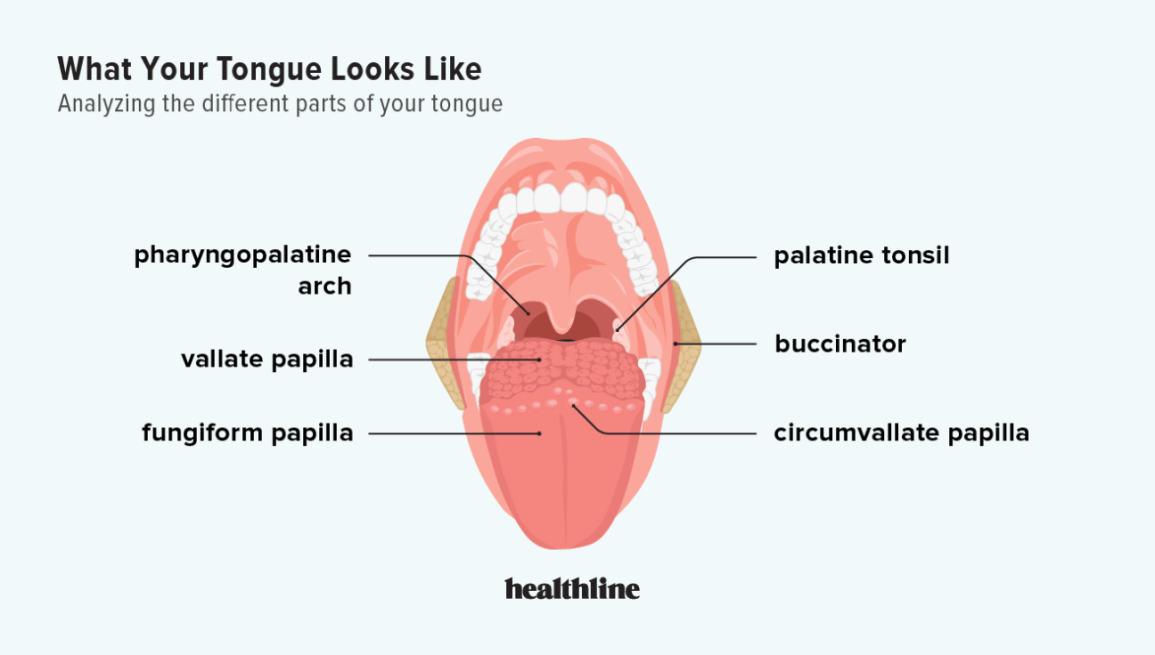 What Your Tongue Looks Like
Analyzing the different parts of your tongue
pharyngopalatine
arch
vallate papilla
fungiform papilla
palatine tonsil
buccinator
circumvallate papilla
healthline